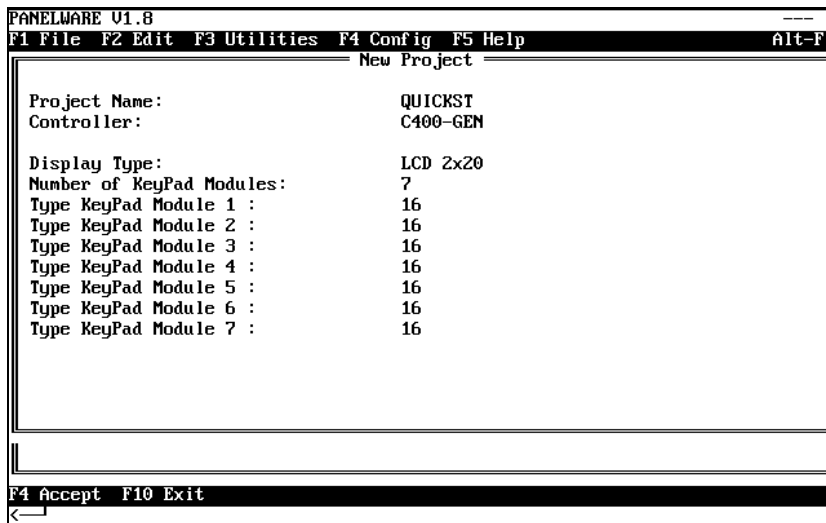 PANELWARE V1.8 ---
F1 File F2 Edit F3 Utilities F4 Config F5 Help Alt-F
New Project
Project Name: QUICKST
Controller: C400-GEN
Display Type: LCD 2x20
Number of KeyPad Modules: 7
Type KeyPad Module 1 : 16
Type KeyPad Module 2 : 16
Type KeyPad Module 3 : 16
Type KeyPad Module 4 : 16
Type KeyPad Module 5 : 16
Type KeyPad Module 6 : 16
Type KeyPad Module 7 : 16
F4 Accept F10 Exit